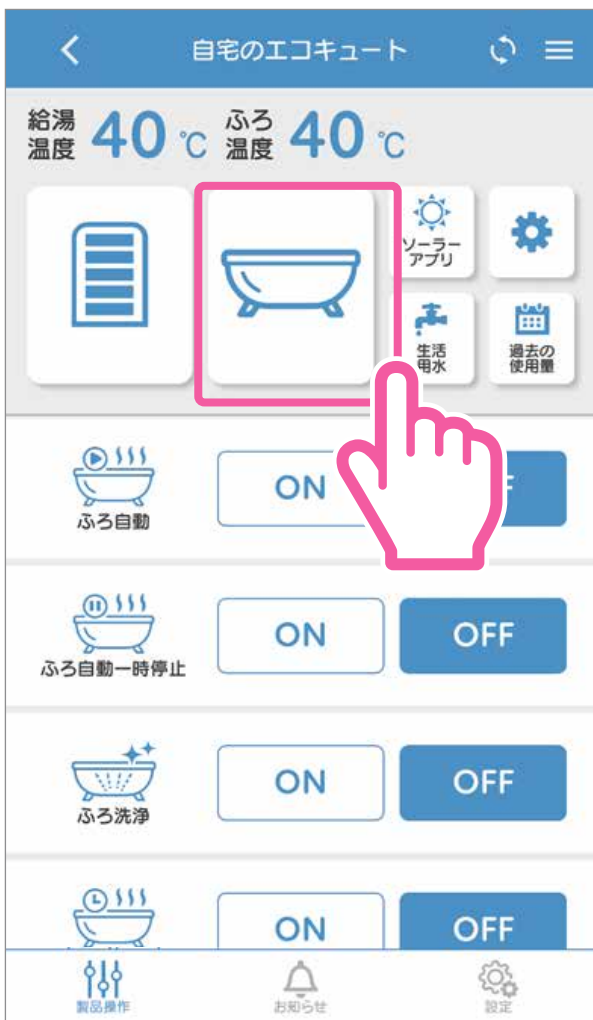 自宅のエコキュート
給湯温度 40 ℃ ふろ温度 40 ℃
ソーラーアプリ
生活用水
過去の使用量
ふろ自動
ON
ふろ自動一時停止
ON
OFF
ふろ洗浄
ON
OFF
ON
OFF
製品操作
お知らせ
設定